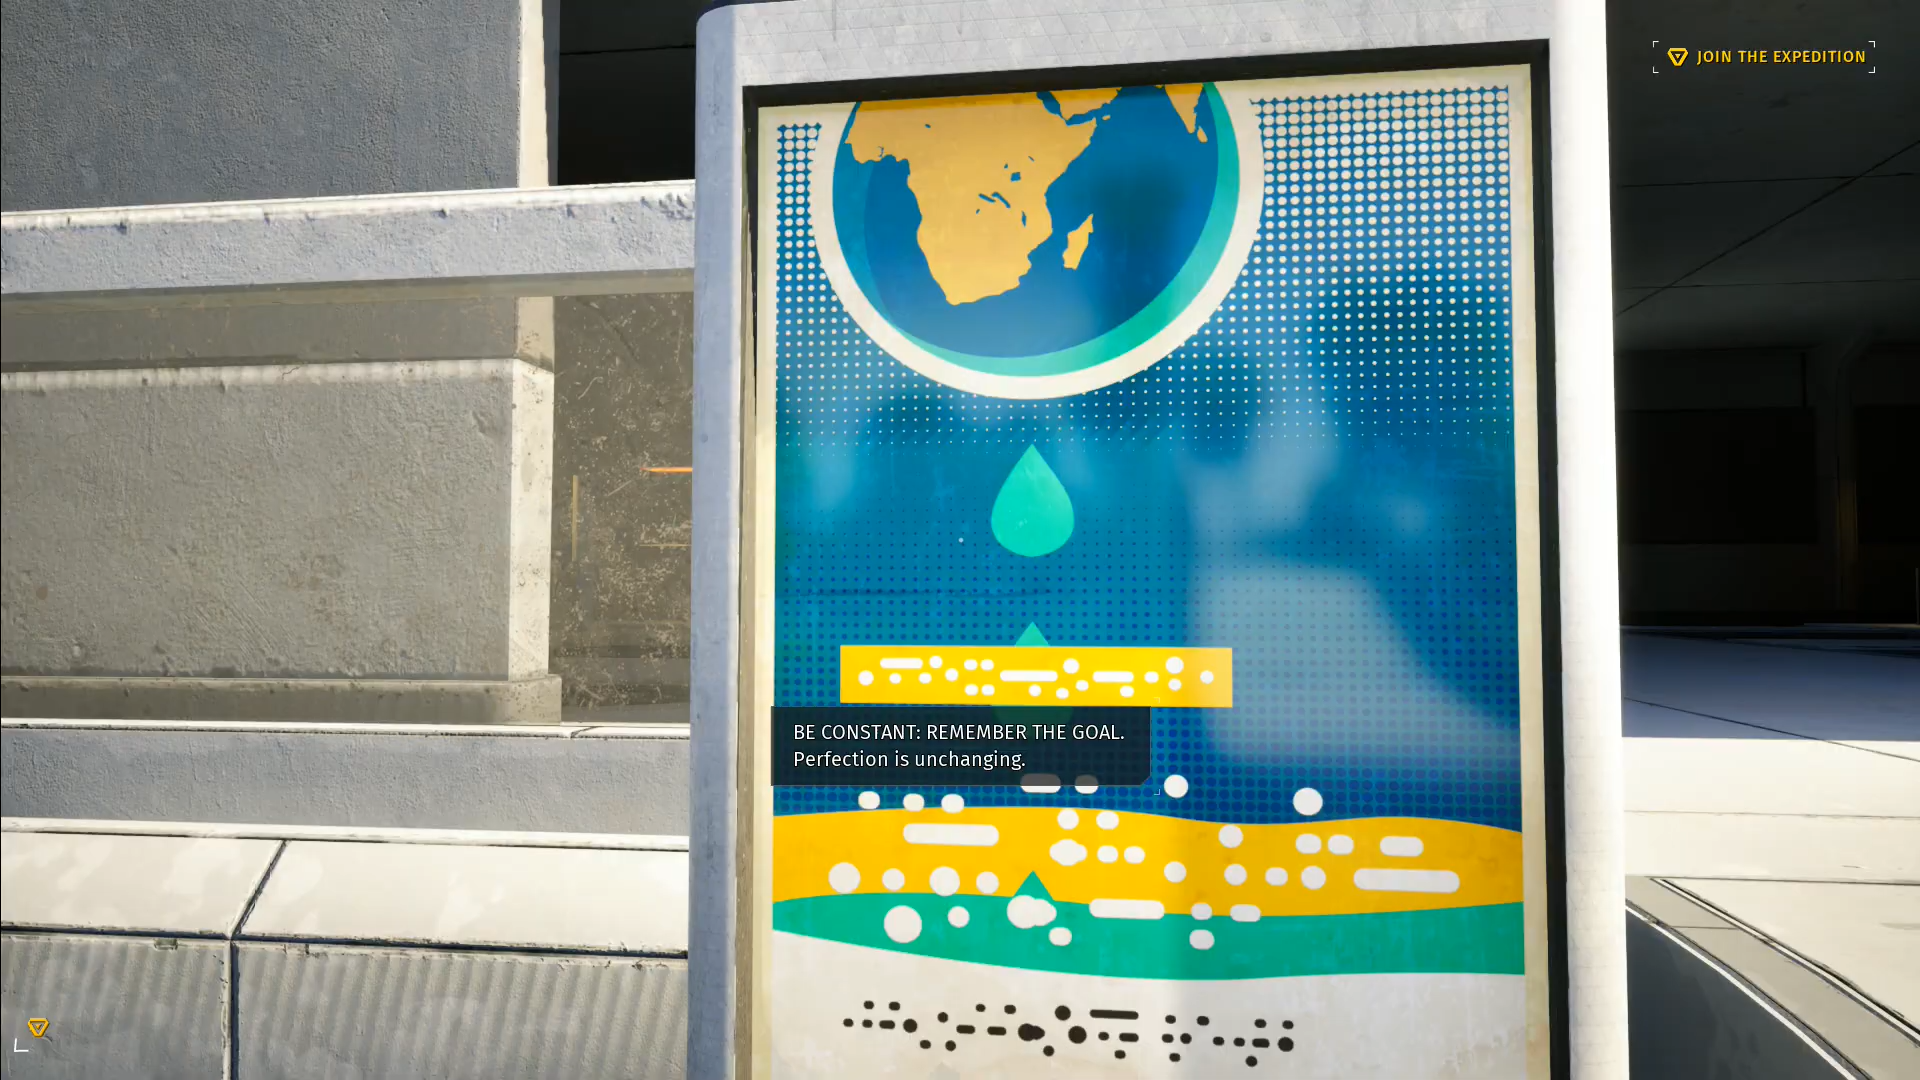 JOIN THE EXPEDITION
BE CONSTANT: REMEMBER THE GOAL.
Perfection is unchanging.